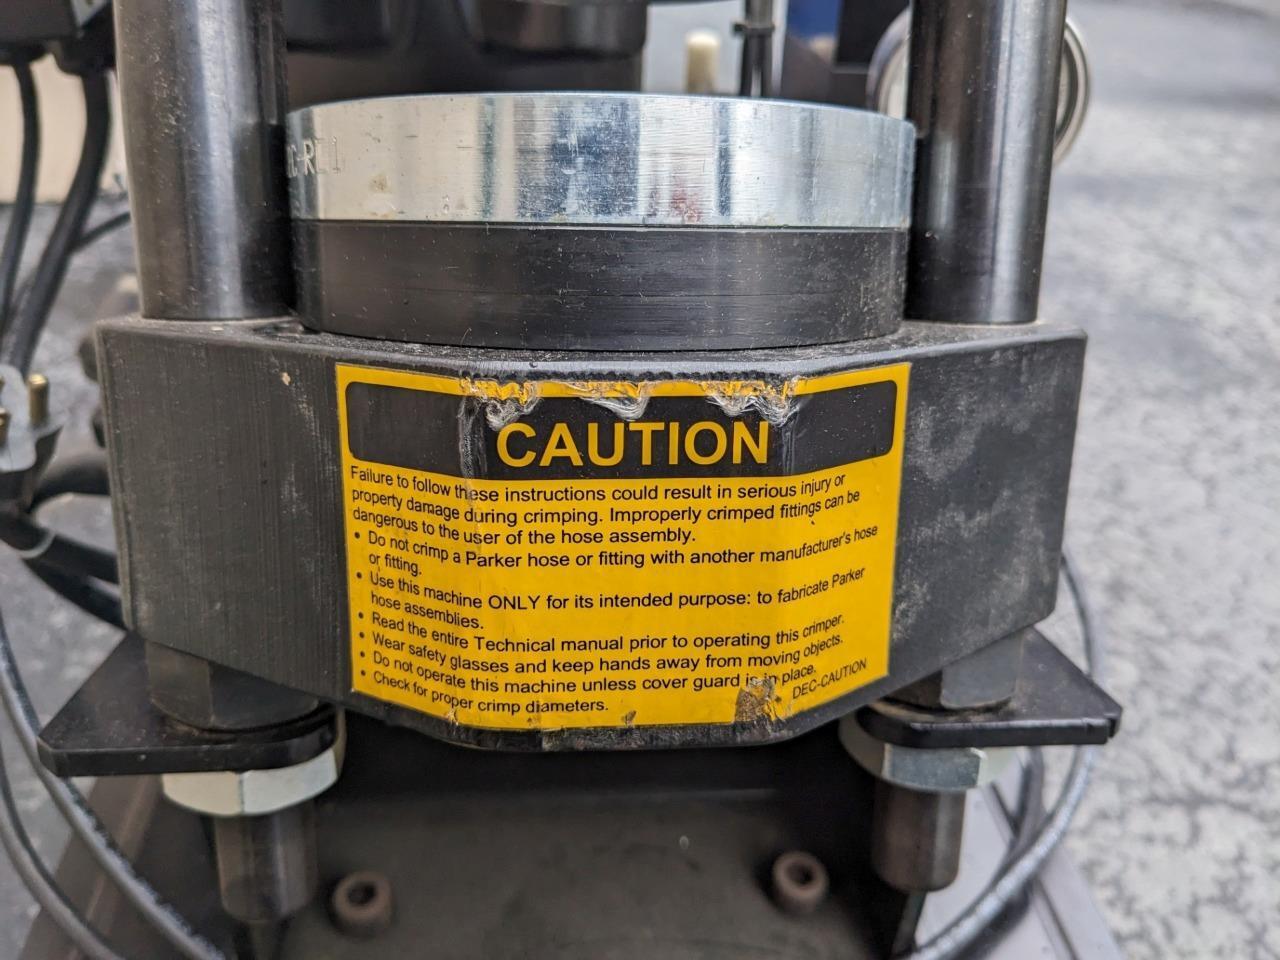 CAUTION
Failure to follow these instructions could result in serious injury or
property damage during crimping. Improperly crimped fittings can be
dangerous to the user of the hose assembly.
• Do not crimp a Parker hose or fitting with another manufacturer's hose
or fitting.
• Use this machine ONLY for its intended purpose: to fabricate Parker
hose assemblies.
• Read the entire Technical manual prior to operating this crimper.
• Wear safety glasses and keep hands away from moving objects.
• Do not operate this machine unless cover guard is in place.
• Check for proper crimp diameters.
DEC-CAUTION